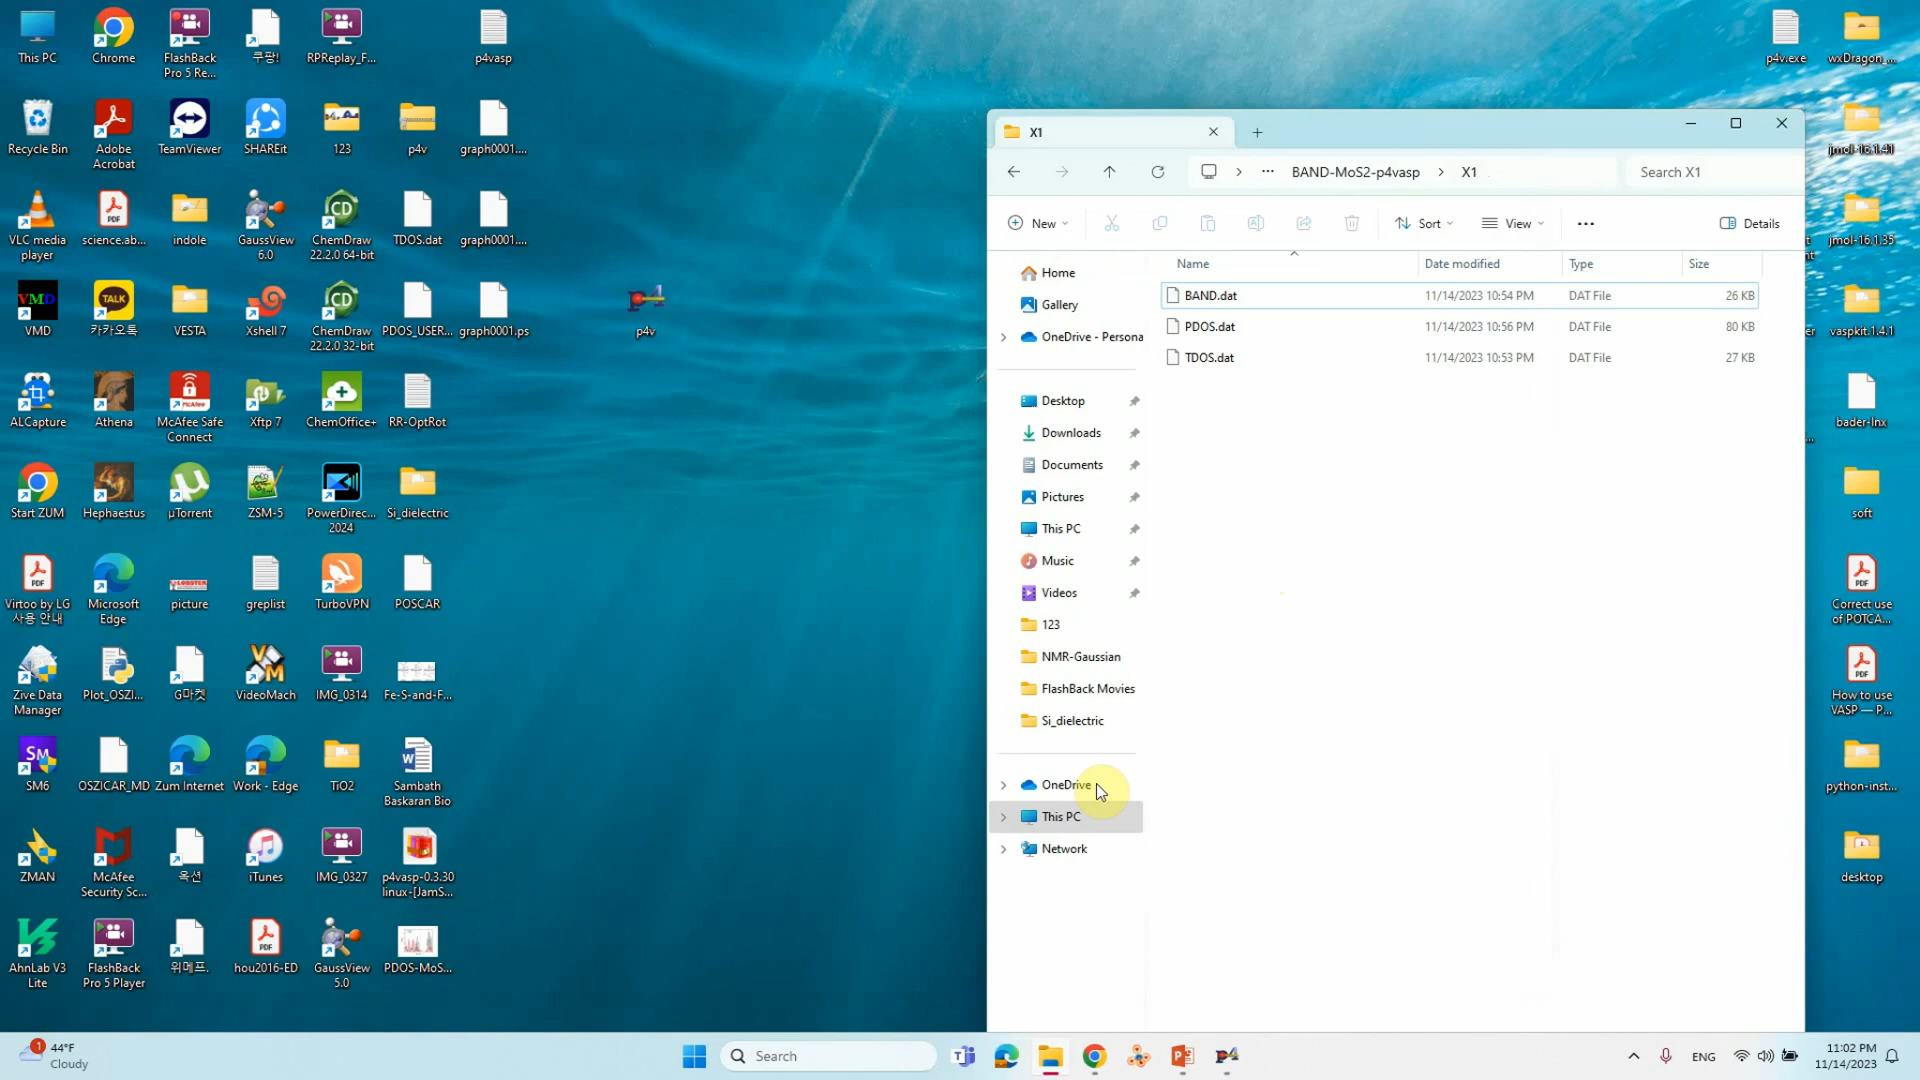 This PC
Chrome
FlashBack
Pro 5 Re...
쿠팡!
RPReplay_F...
p4vasp
Recycle Bin
Adobe
Acrobat
TeamViewer
SHAREit
123
p4v
graph0001....
VLC media
player
science.ab...
indole
GaussView
6.0
ChemDraw
22.2.0 64-bit
TDOS.dat
graph0001....
VMD
카카오톡
VESTA
Xshell 7
ChemDraw
22.2.0 32-bit
PDOS_USER...
graph0001.ps
p4v
ALCapture
Athena
McAfee Safe
Connect
Xftp 7
ChemOffice+
RR-OptRot
Start ZUM
Hephaestus
µTorrent
ZSM-5
PowerDirec...
2024
Si_dielectric
Virtoo by LG
사용 안내
Microsoft
Edge
picture
greplist
TurboVPN
POSCAR
Zive Data
Manager
Plot_OSZI...
G마켓
VideoMach
IMG_0314
Fe-S-and-F...
SM6
OSZICAR_MD
Zum Internet
Work - Edge
TiO2
Sambath
Baskaran Bio
ZMAN
McAfee
Security Sc...
옥션
iTunes
IMG_0327
p4vasp-0.3.30
linux-[JamS...
AhnLab V3
Lite
FlashBack
Pro 5 Player
위메프.
hou2016-ED
GaussView
5.0
PDOS-MoS...
X1
BAND-MoS2-p4vasp
X1
Search X1
New
Sort
View
Details
Name
Date modified
Type
Size
BAND.dat
11/14/2023 10:54 PM
DAT File
26 KB
PDOS.dat
11/14/2023 10:56 PM
DAT File
80 KB
TDOS.dat
11/14/2023 10:53 PM
DAT File
27 KB
Home
Gallery
OneDrive - Persona
Desktop
Downloads
Documents
Pictures
This PC
Music
Videos
123
NMR-Gaussian
FlashBack Movies
Si_dielectric
OneDrive
This PC
Network
p4v.exe
wxDragon_...
jmol-16.1.41
jmol-16.1.35
vaspkit.1.4.1
bader-lnx
soft
Correct use
of POTCA...
How to use
VASP — P...
python-inst...
desktop
1
44°F
Cloudy
Search
ENG
11:02 PM
11/14/2023